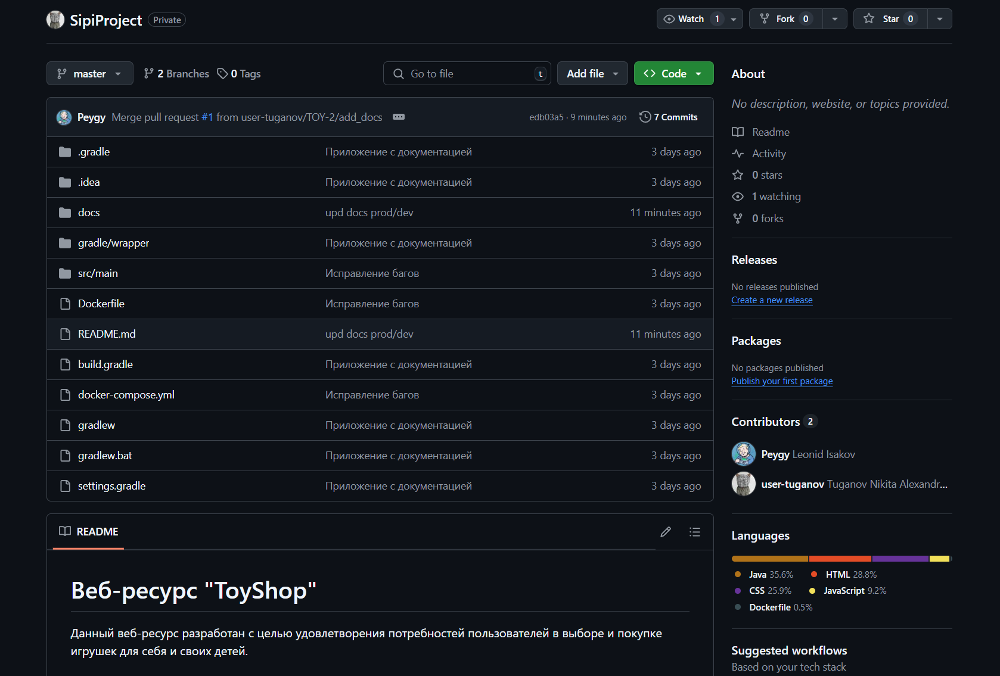 SipiProject Private
Watch 1 Fork 0 Star 0
master 2 Branches 0 Tags
Go to file t Add file Code
Peygy Merge pull request #1 from user-tuganov/TOY-2/add_docs edb03a5 · 9 minutes ago 7 Commits
.gradle Приложение с документацией 3 days ago
.idea Приложение с документацией 3 days ago
docs upd docs prod/dev 11 minutes ago
gradle/wrapper Приложение с документацией 3 days ago
src/main Исправление багов 3 days ago
Dockerfile Исправление багов 3 days ago
README.md upd docs prod/dev 11 minutes ago
build.gradle Приложение с документацией 3 days ago
docker-compose.yml Исправление багов 3 days ago
gradlew Приложение с документацией 3 days ago
gradlew.bat Приложение с документацией 3 days ago
settings.gradle Приложение с документацией 3 days ago
README
Веб-ресурс "ToyShop"
Данный веб-ресурс разработан с целью удовлетворения потребностей пользователей в выборе и покупке
игрушек для себя и своих детей.
About
No description, website, or topics provided.
Readme
Activity
0 stars
1 watching
0 forks
Releases
No releases published
Create a new release
Packages
No packages published
Publish your first package
Contributors 2
Peygy Leonid Isakov
user-tuganov Tuganov Nikita Alexandr...
Languages
Java 35.6% HTML 28.8%
CSS 25.9% JavaScript 9.2%
Dockerfile 0.5%
Suggested workflows
Based on your tech stack